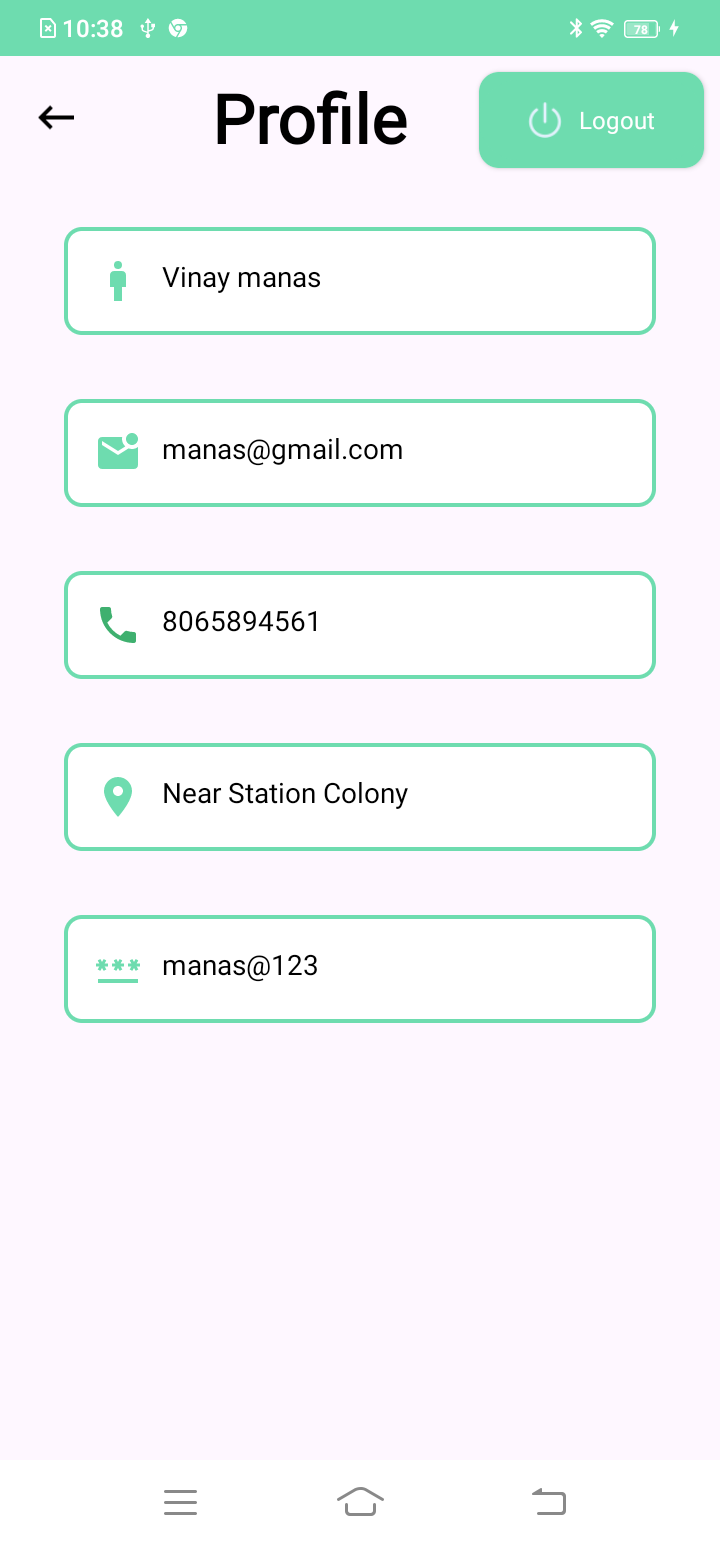 10:38
78
Profile
Logout
Vinay manas
manas@gmail.com
8065894561
Near Station Colony
manas@123